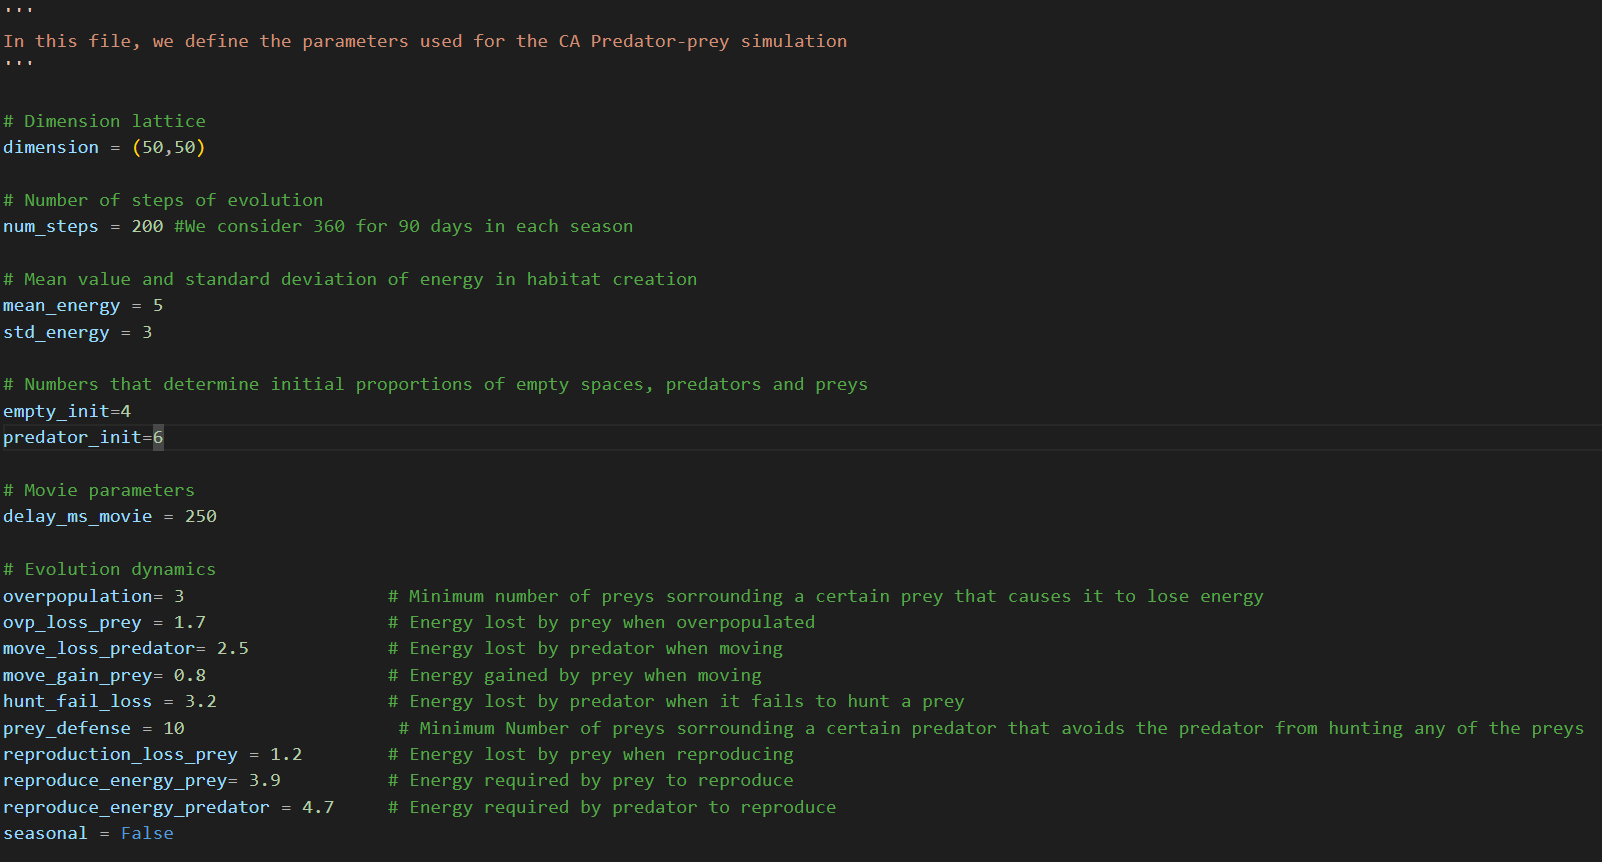 '''
In this file, we define the parameters used for the CA Predator-prey simulation
'''
# Dimension lattice
dimension = (50,50)
# Number of steps of evolution
num_steps = 200 #We consider 360 for 90 days in each season
# Mean value and standard deviation of energy in habitat creation
mean_energy = 5
std_energy = 3
# Numbers that determine initial proportions of empty spaces, predators and preys
empty_init=4
predator_init=6
# Movie parameters
delay_ms_movie = 250
# Evolution dynamics
overpopulation= 3 # Minimum number of preys sorrounding a certain prey that causes it to lose energy
ovp_loss_prey = 1.7 # Energy lost by prey when overpopulated
move_loss_predator= 2.5 # Energy lost by predator when moving
move_gain_prey= 0.8 # Energy gained by prey when moving
hunt_fail_loss = 3.2 # Energy lost by predator when it fails to hunt a prey
prey_defense = 10 # Minimum Number of preys sorrounding a certain predator that avoids the predator from hunting any of the preys
reproduction_loss_prey = 1.2 # Energy lost by prey when reproducing
reproduce_energy_prey= 3.9 # Energy required by prey to reproduce
reproduce_energy_predator = 4.7 # Energy required by predator to reproduce
seasonal = False